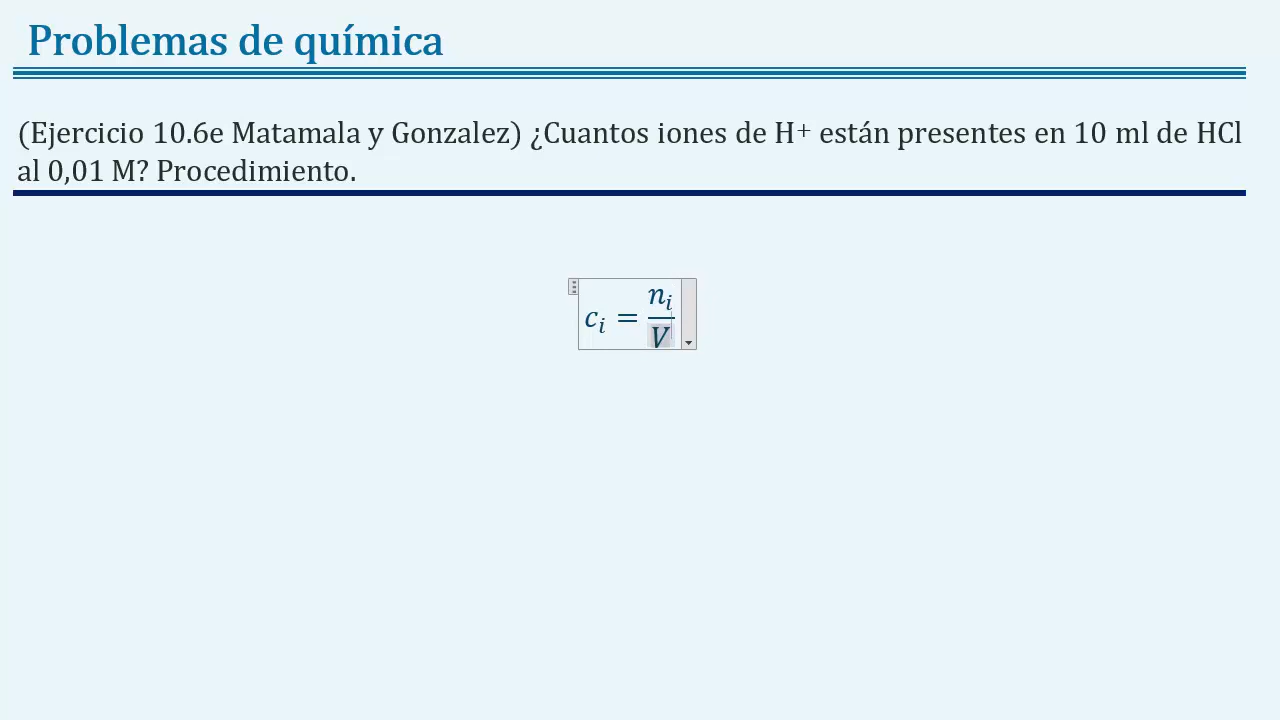 Problemas de química
(Ejercicio 10.6e Matamala y Gonzalez) ¿Cuantos iones de H⁺ están presentes en 10 ml de HCl
al 0,01 M? Procedimiento.
cᵢ = nᵢ / V